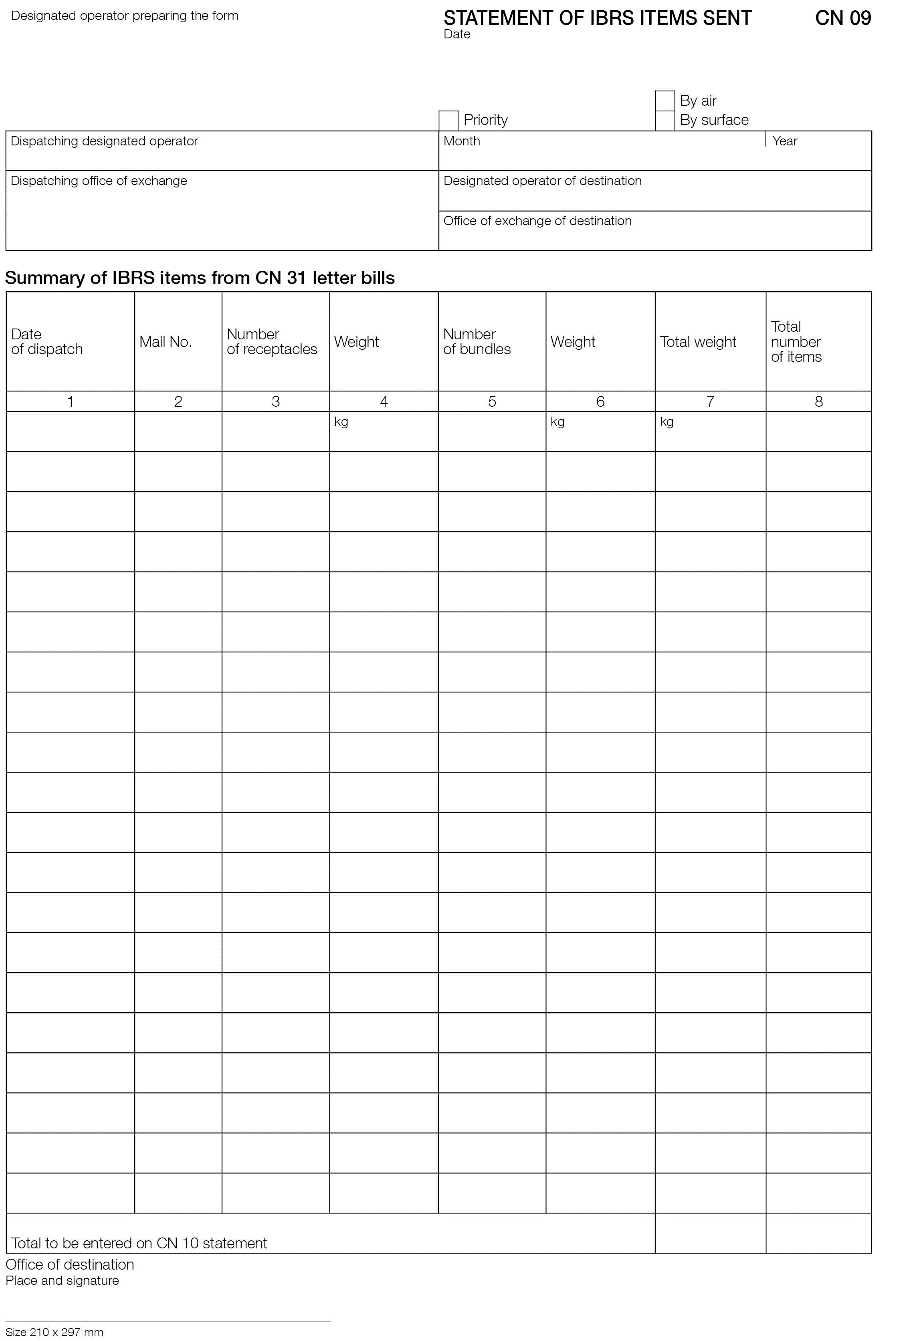 Designated operator preparing the form
STATEMENT OF IBRS ITEMS SENT CN 09
Date
By air
Priority By surface
Dispatching designated operator Month Year
Dispatching office of exchange Designated operator of destination
Office of exchange of destination
Summary of IBRS items from CN 31 letter bills
Date
of dispatch
Mail No.
Number
of receptacles
Weight
Number
of bundles
Weight
Total weight
Total
number
of items
1 2 3 4 5 6 7 8
kg kg kg
Total to be entered on CN 10 statement
Office of destination
Place and signature
Size 210 x 297 mm